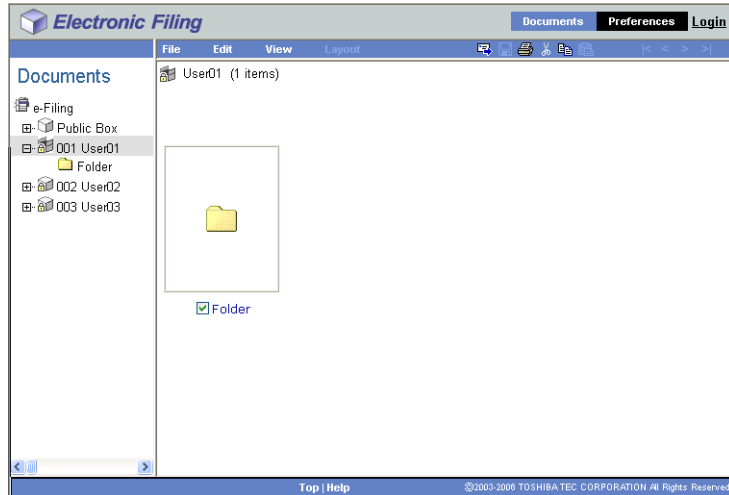 Electronic Filing
Documents Preferences Login
File Edit View Layout
|< < > >|
Documents
e-Filing
Public Box
001 User01
Folder
002 User02
003 User03
User01 (1 items)
Folder
Top | Help
©2003-2006 TOSHIBA TEC CORPORATION All Rights Reserved